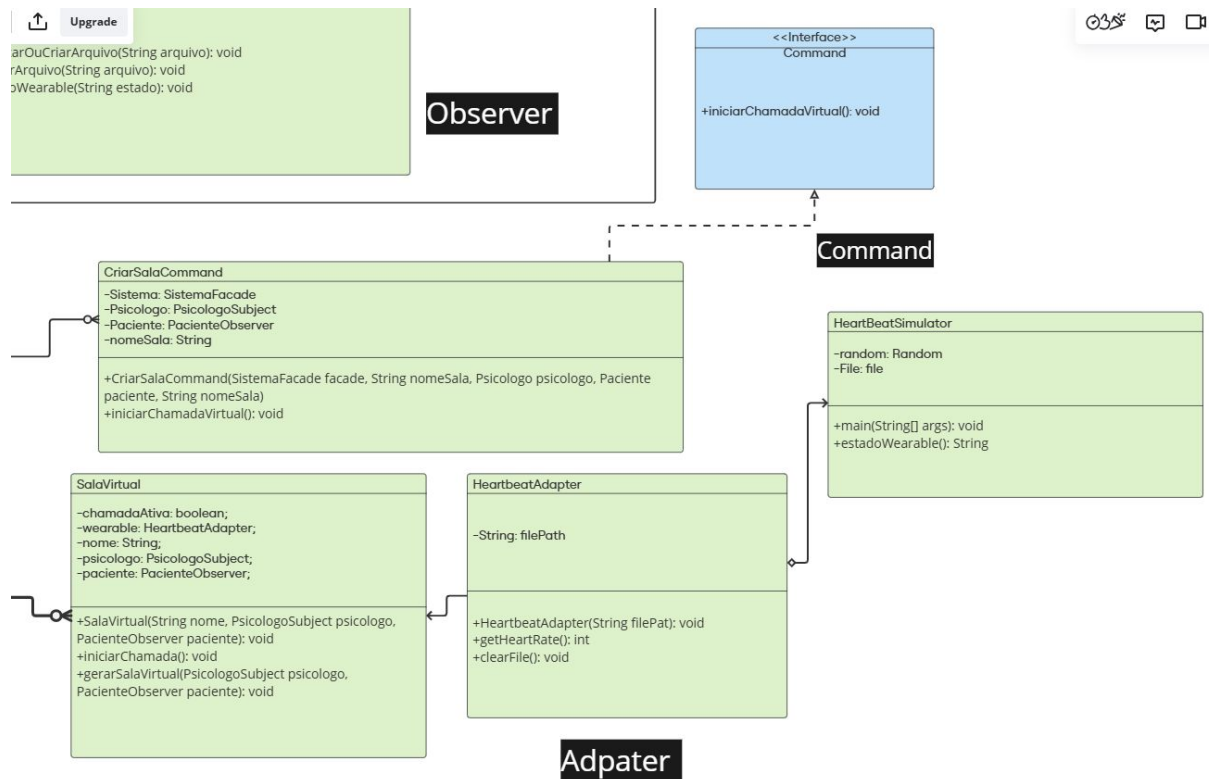 Upgrade
arOuCriarArquivo(String arquivo): void
rArquivo(String arquivo): void
oWearable(String estado): void
Observer
<<Interface>>
Command
+iniciarChamadaVirtual(): void
Command
CriarSalaCommand
-Sistema: SistemaFacade
-Psicologo: PsicologoSubject
-Paciente: PacienteObserver
-nomeSala: String
+CriarSalaCommand(SistemaFacade facade, String nomeSala, Psicologo psicologo, Paciente
paciente, String nomeSala)
+iniciarChamadaVirtual(): void
HeartBeatSimulator
-random: Random
-File: file
+main(String[] args): void
+estadoWearable(): String
SalaVirtual
-chamadaAtiva: boolean;
-wearable: HeartbeatAdapter;
-nome: String;
-psicologo: PsicologoSubject;
-paciente: PacienteObserver;
+SalaVirtual(String nome, PsicologoSubject psicologo,
PacienteObserver paciente): void
+iniciarChamada(): void
+gerarSalaVirtual(PsicologoSubject psicologo,
PacienteObserver paciente): void
HeartbeatAdapter
-String: filePath
+HeartbeatAdapter(String filePat): void
+getHeartRate(): int
+clearFile(): void
Adpater